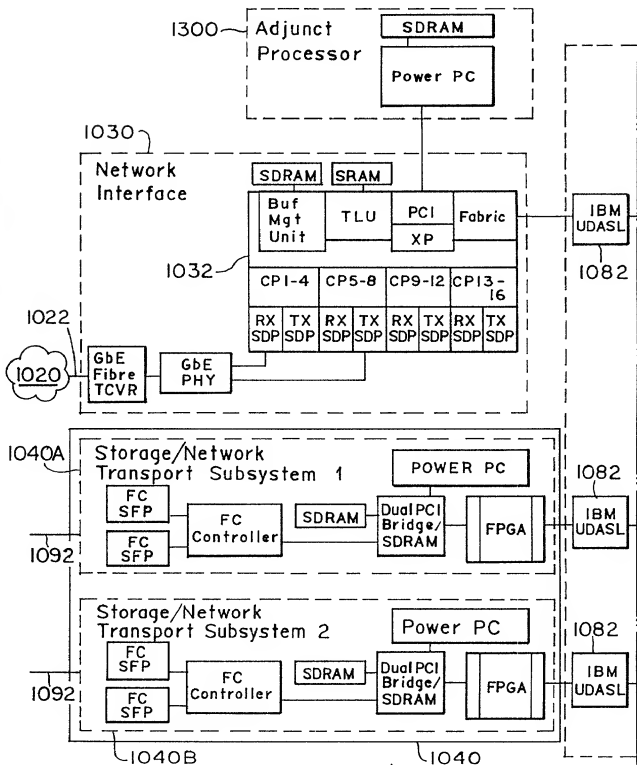 1300
Adjunct
Processor
SDRAM
Power PC
1030
Network
Interface
SDRAM
SRAM
Buf
Mgt
Unit
TLU
PCI
XP
Fabric
IBM
UDASL
1082
1032
CP1-4
CP5-8
CP9-12
CP13-
16
RX
SDP
TX
SDP
RX
SDP
TX
SDP
RX
SDP
TX
SDP
RX
SDP
TX
SDP
1022
1020
GbE
Fibre
TCVR
GbE
PHY
1040A
Storage/Network
Transport Subsystem 1
POWER PC
FC
SFP
FC
SFP
FC
Controller
SDRAM
Dual PCI
Bridge/
SDRAM
FPGA
1082
IBM
UDASL
1092
Storage/Network
Transport Subsystem 2
Power PC
FC
SFP
FC
SFP
FC
Controller
SDRAM
Dual PCI
Bridge/
SDRAM
FPGA
1082
IBM
UDASL
1092
1040B
1040